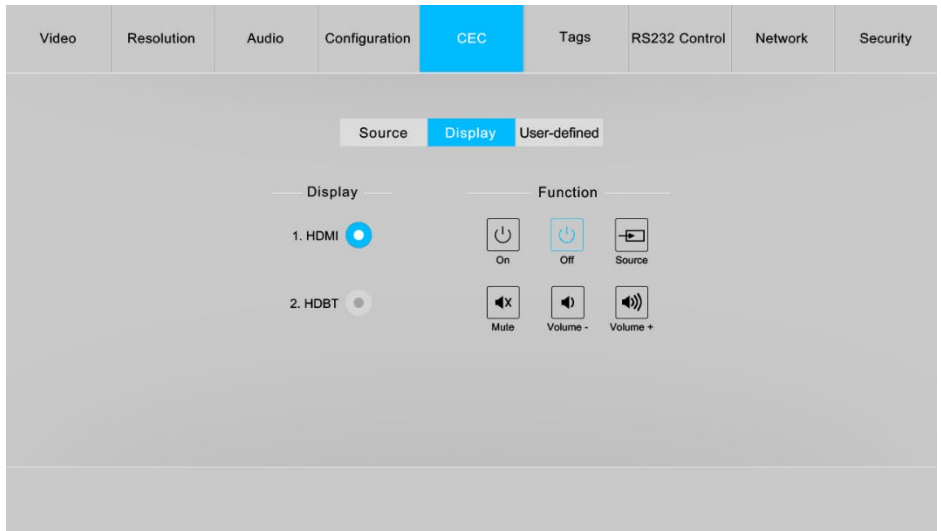 Video Resolution Audio Configuration CEC Tags RS232 Control Network Security
Source Display User-defined
Display Function
1. HDMI
On Off Source
2. HDBT
Mute Volume - Volume +